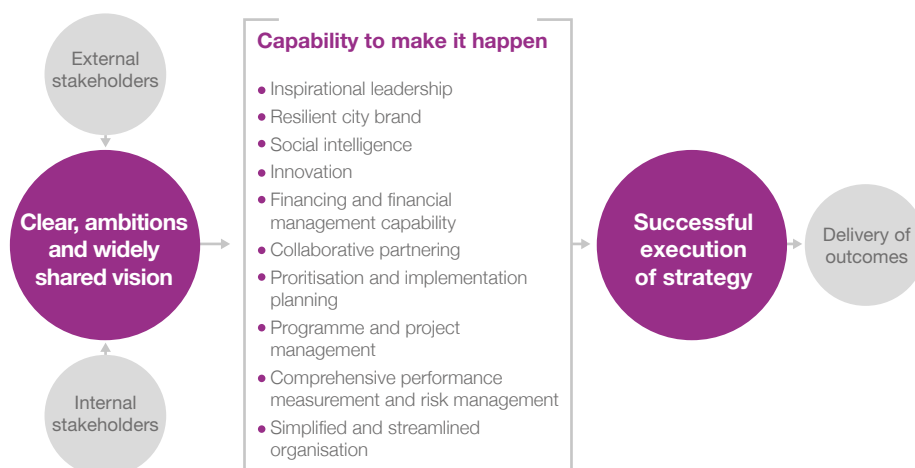 External
stakeholders
Clear, ambitions
and widely
shared vision
Internal
stakeholders
Capability to make it happen
Inspirational leadership
Resilient city brand
Social intelligence
Innovation
Financing and financial
management capability
Collaborative partnering
Proritisation and implementation
planning
Programme and project
management
Comprehensive performance
measurement and risk management
Simplified and streamlined
organisation
Successful
execution
of strategy
Delivery of
outcomes